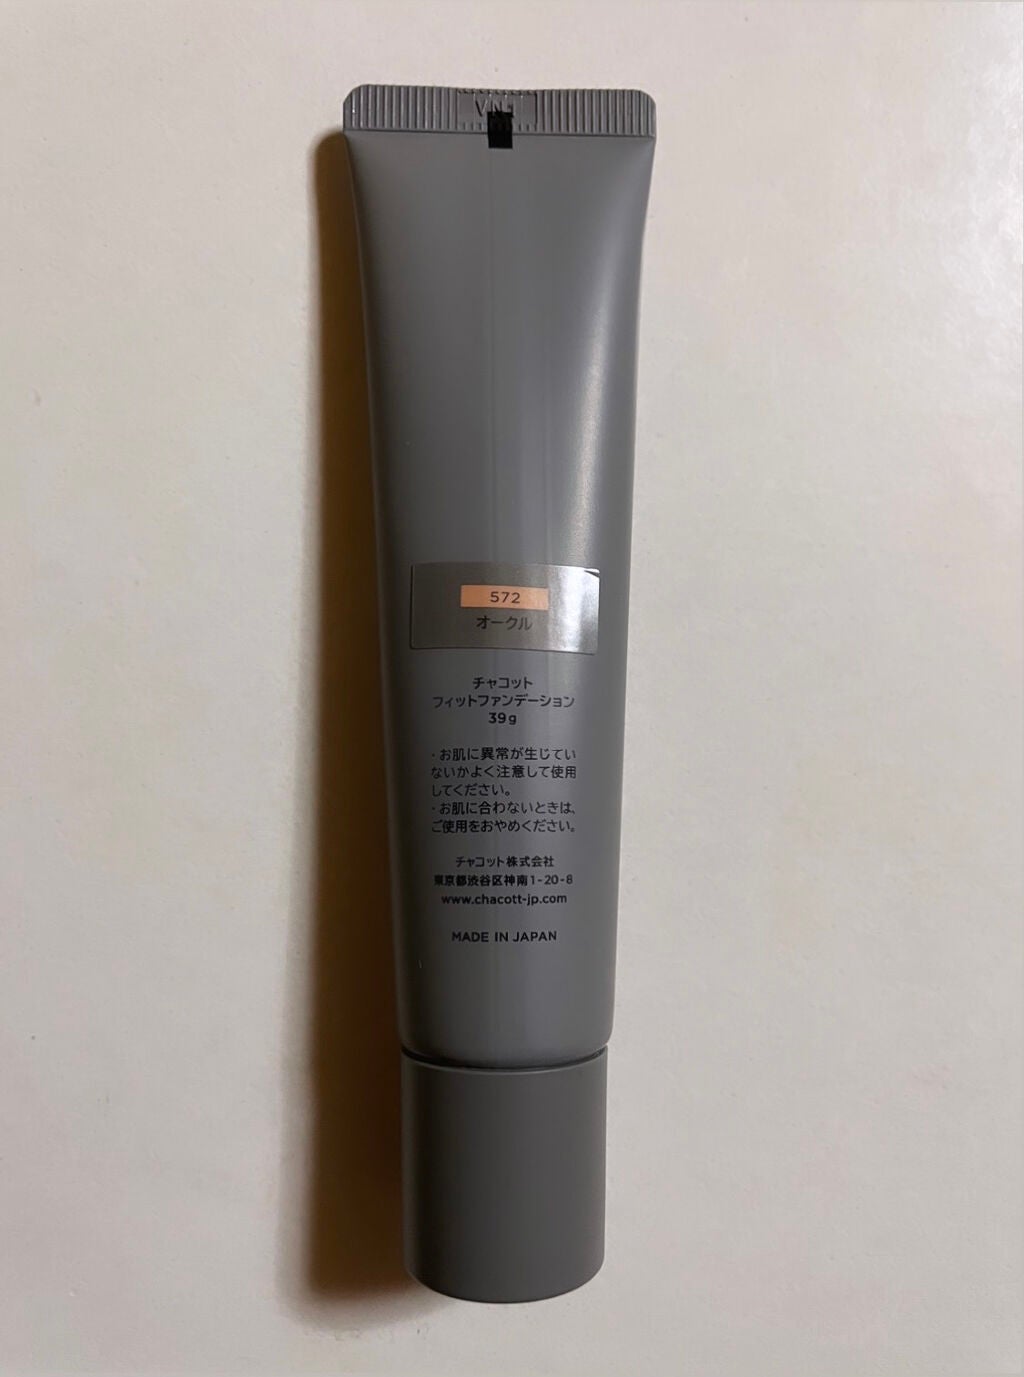 572
オークル
チャコット
フィットファンデーション
39g
・お肌に異常が生じてい
ないかよく注意して使用
してください。
・お肌に合わないときは、
ご使用をおやめください。
チャコット株式会社
東京都渋谷区神南1-20-8
www.chacott-jp.com
MADE IN JAPAN